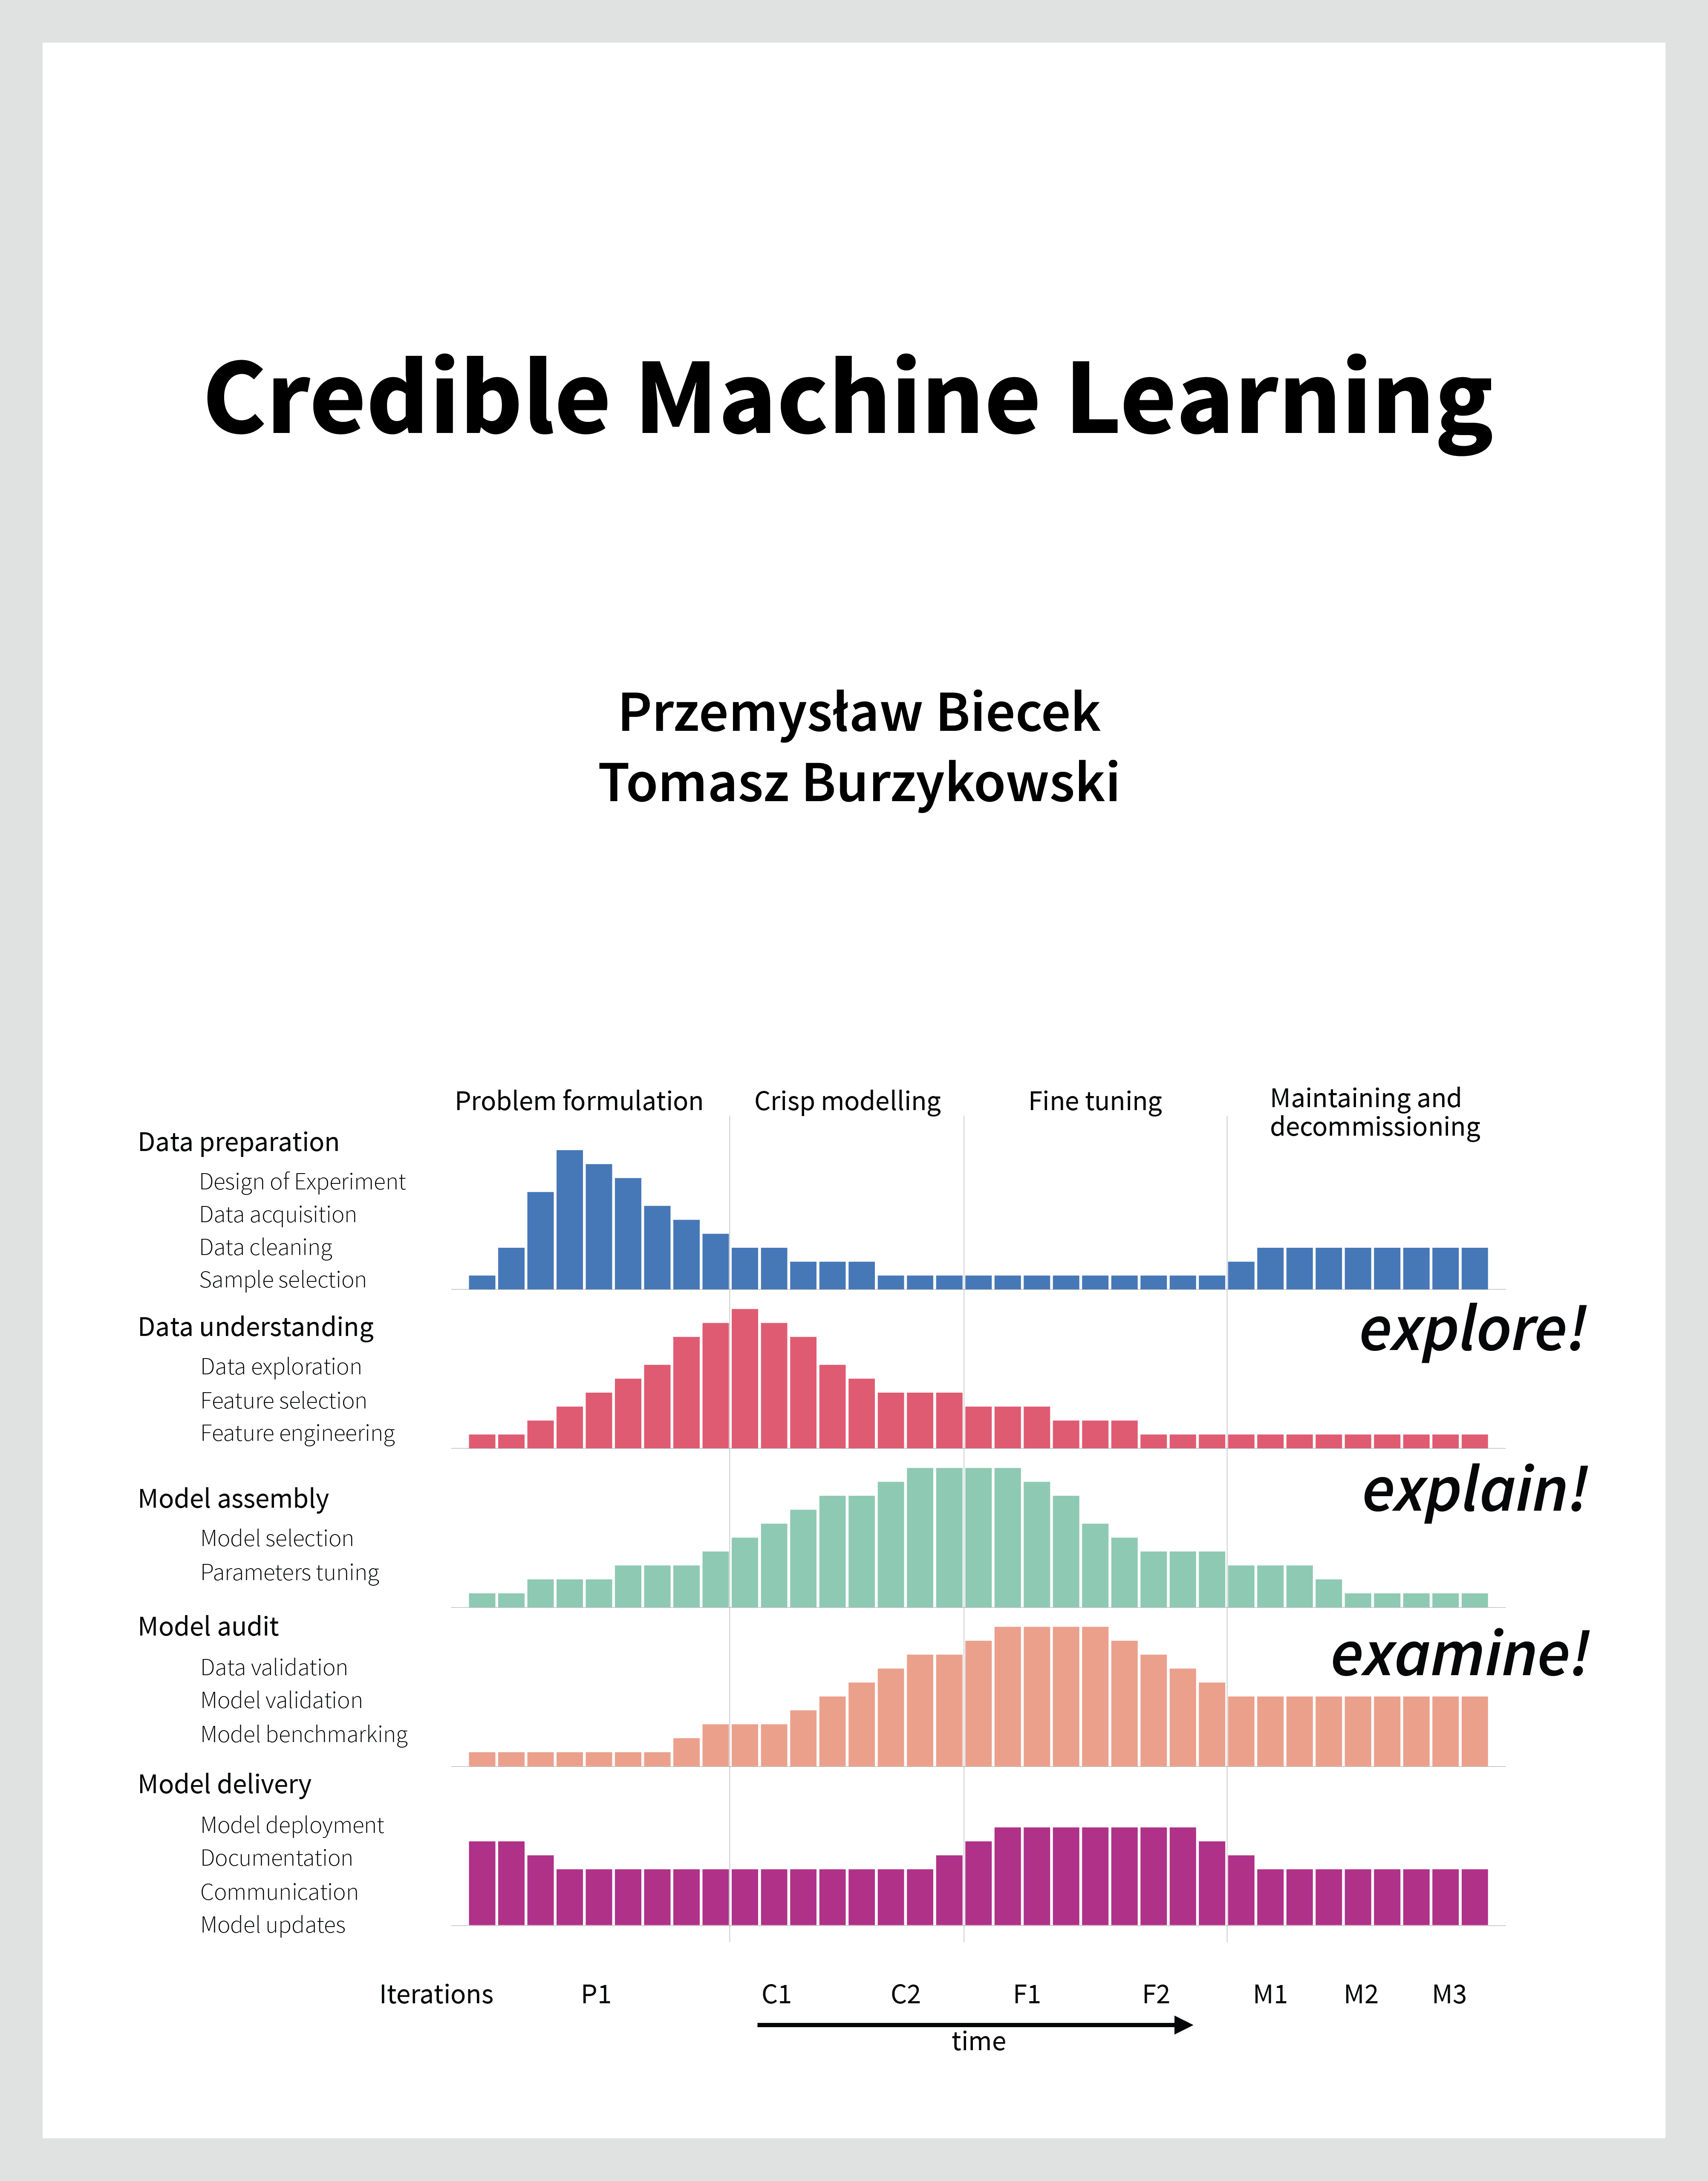 Credible Machine Learning
Przemysław Biecek
Tomasz Burzykowski
Problem formulation
Crisp modelling
Fine tuning
Maintaining and
decommissioning
Data preparation
Design of Experiment
Data acquisition
Data cleaning
Sample selection
explore!
Data understanding
Data exploration
Feature selection
Feature engineering
explain!
Model assembly
Model selection
Parameters tuning
examine!
Model audit
Data validation
Model validation
Model benchmarking
Model delivery
Model deployment
Documentation
Communication
Model updates
Iterations P1 C1 C2 F1 F2 M1 M2 M3
time